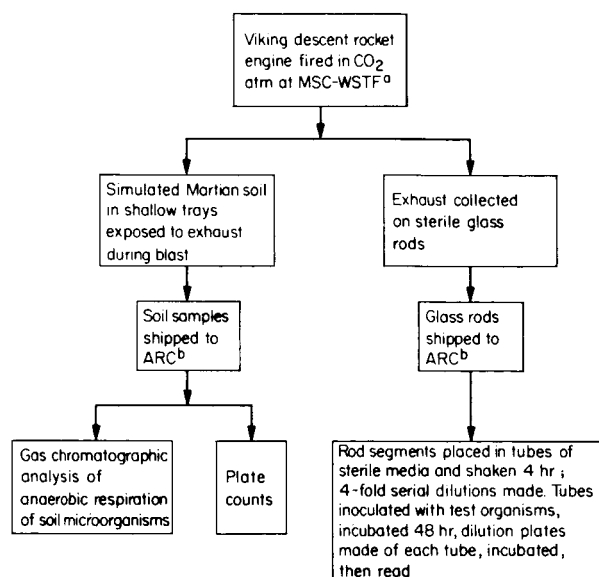 Viking descent rocket
engine fired in CO2
atm at MSC-WSTFa
Simulated Martian soil
in shallow trays
exposed to exhaust
during blast
Exhaust collected
on sterile glass
rods
Soil samples
shipped to
ARCb
Glass rods
shipped to
ARCb
Gas chromatographic
analysis of
anaerobic respiration
of soil microorganisms
Plate
counts
Rod segments placed in tubes of
sterile media and shaken 4 hr;
4-fold serial dilutions made. Tubes
inoculated with test organisms,
incubated 48 hr, dilution plates
made of each tube, incubated,
then read